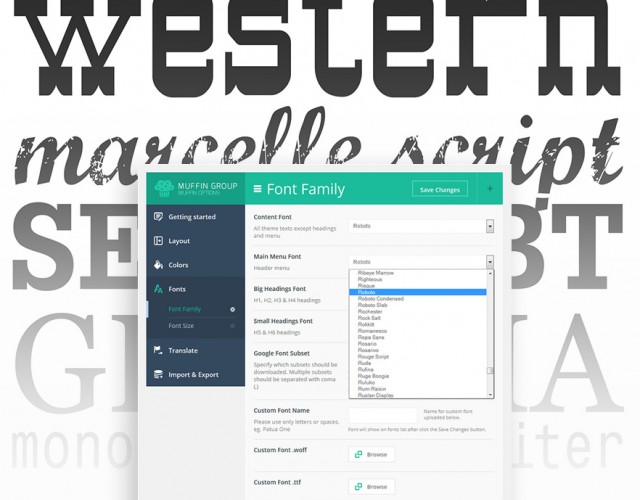 western
marcelle script
SE BT
G A
mono iter
MUFFIN GROUP
MUFFIN OPTIONS
Font Family
Save Changes
+
Getting started
Layout
Colors
Fonts
Font Family
Font Size
Translate
Import & Export
Content Font
All theme texts except headings
and menu
Roboto
Main Menu Font
Header menu
Roboto
Big Headings Font
H1, H2, H3 & H4 headings
Small Headings Font
H5 & H6 headings
Google Font Subset
Specify which subsets should be
downloaded. Multiple subsets
should be separated with coma
(,)
Ribeye Marrow
Righteous
Risque
Roboto
Roboto Condensed
Roboto Slab
Rochester
Rock Salt
Rokkitt
Romanesco
Ropa Sans
Rosario
Rosarivo
Rouge Script
Ruda
Rufina
Ruge Boogie
Ruluko
Rum Raisin
Ruslan Display
Custom Font Name
Please use only letters or spaces,
eg. Patua One
Name for custom font
uploaded below.
Font will show on fonts list after click the Save Changes button.
Custom Font .woff
Browse
Custom Font .ttf
Browse